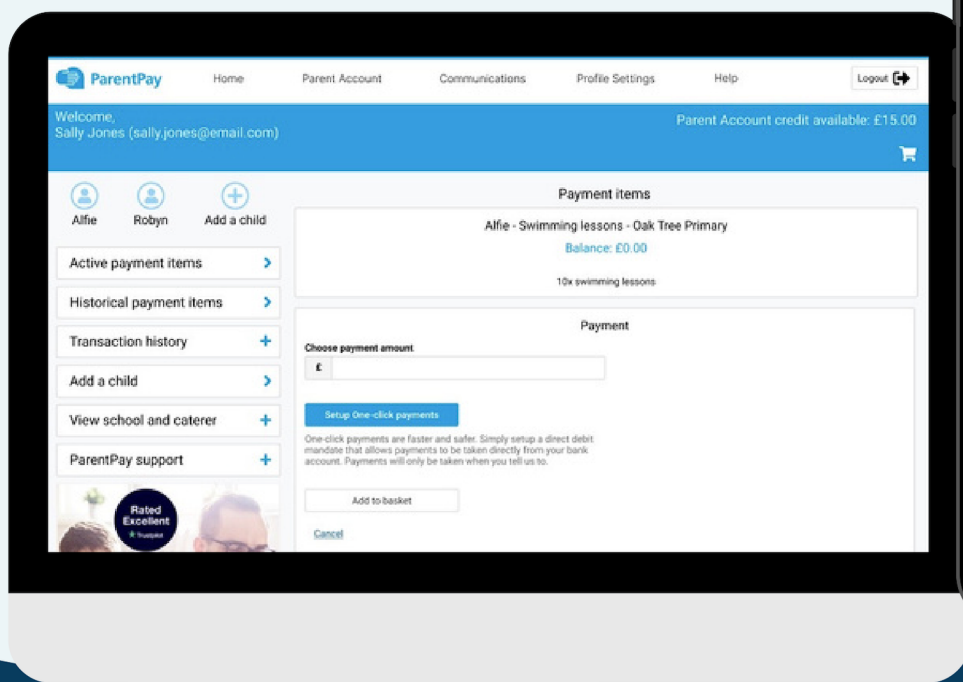 ParentPay
Home
Parent Account
Communications
Profile Settings
Help
Logout
Welcome,
Sally Jones (sally.jones@email.com)
Parent Account credit available: £15.00
Alfie
Robyn
Add a child
Active payment items
Historical payment items
Transaction history
Add a child
View school and caterer
ParentPay support
Rated
Excellent
Trustpilot
Payment items
Alfie - Swimming lessons - Oak Tree Primary
Balance: £0.00
10x swimming lessons
Payment
Choose payment amount
£
Setup One-click payments
One-click payments are faster and safer. Simply setup a direct debit
mandate that allows payments to be taken directly from your bank
account. Payments will only be taken when you tell us to.
Add to basket
Cancel